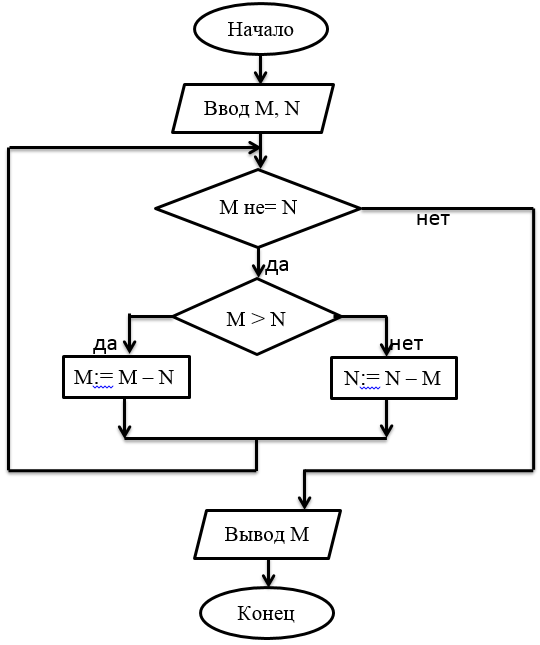 Начало
Ввод M, N
M не= N
нет
да
M > N
да
нет
M:= M – N
N:= N – M
Вывод M
Конец